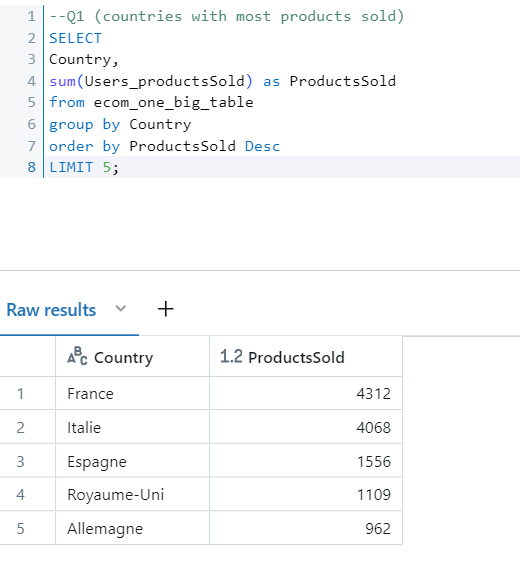 1 --Q1 (countries with most products sold)
2 SELECT
3 Country,
4 sum(Users_productsSold) as ProductsSold
5 from ecom_one_big_table
6 group by Country
7 order by ProductsSold Desc
8 LIMIT 5;
Raw results +
ABC Country 1.2 ProductsSold
1 France 4312
2 Italie 4068
3 Espagne 1556
4 Royaume-Uni 1109
5 Allemagne 962